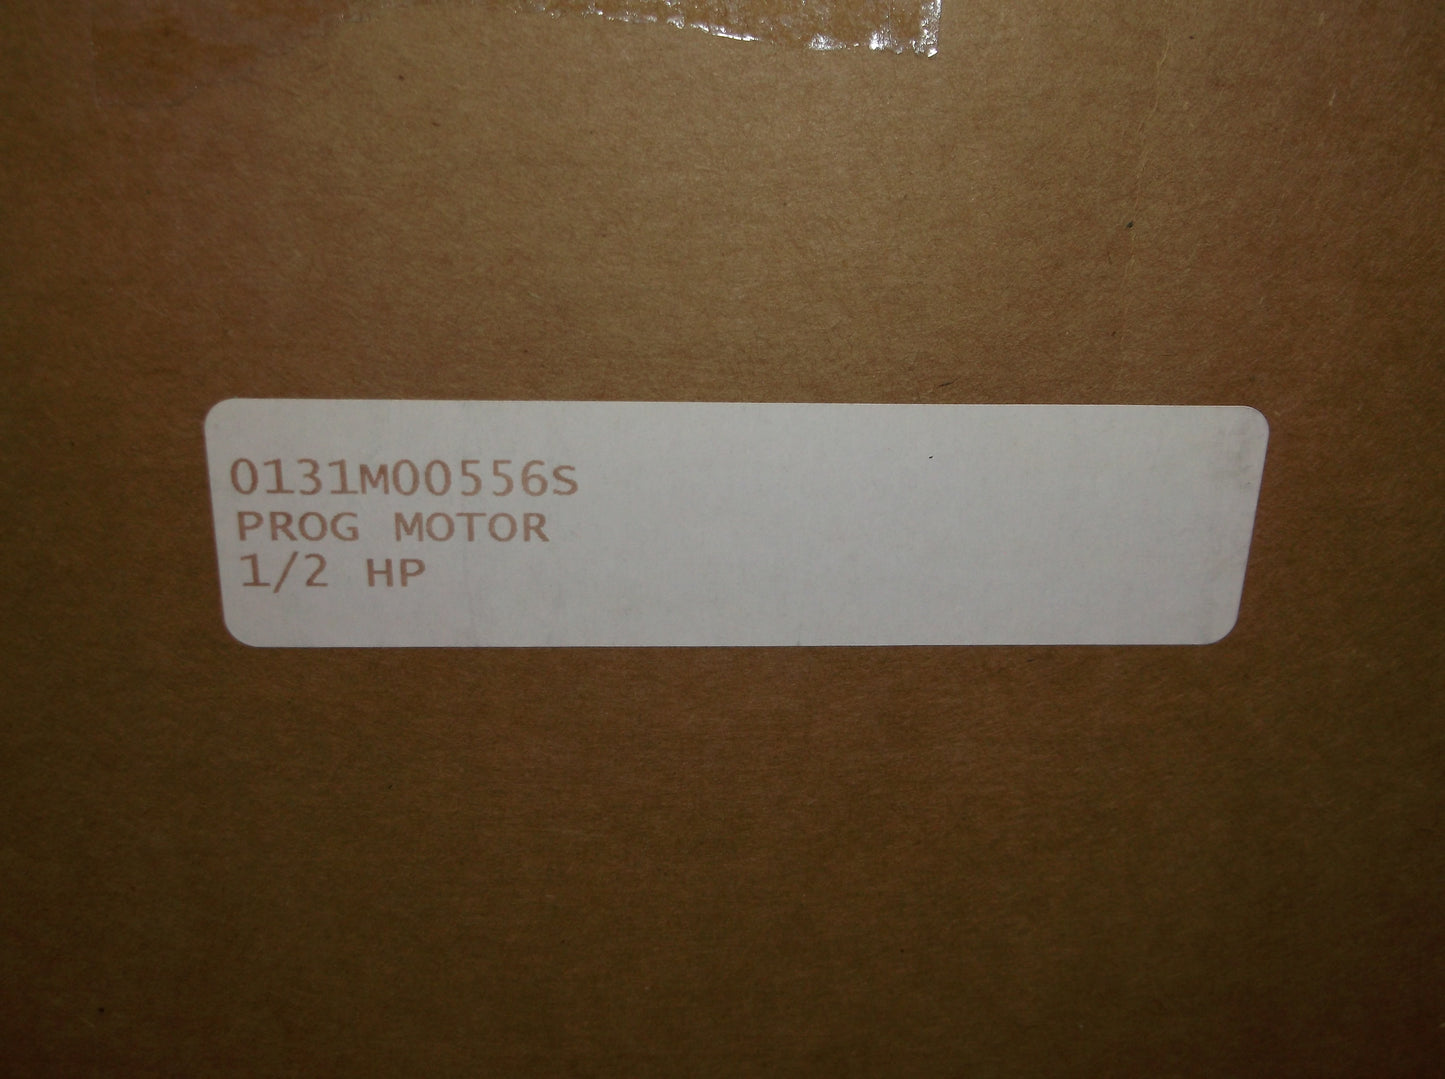 0131M00556S
PROG MOTOR
1/2 HP